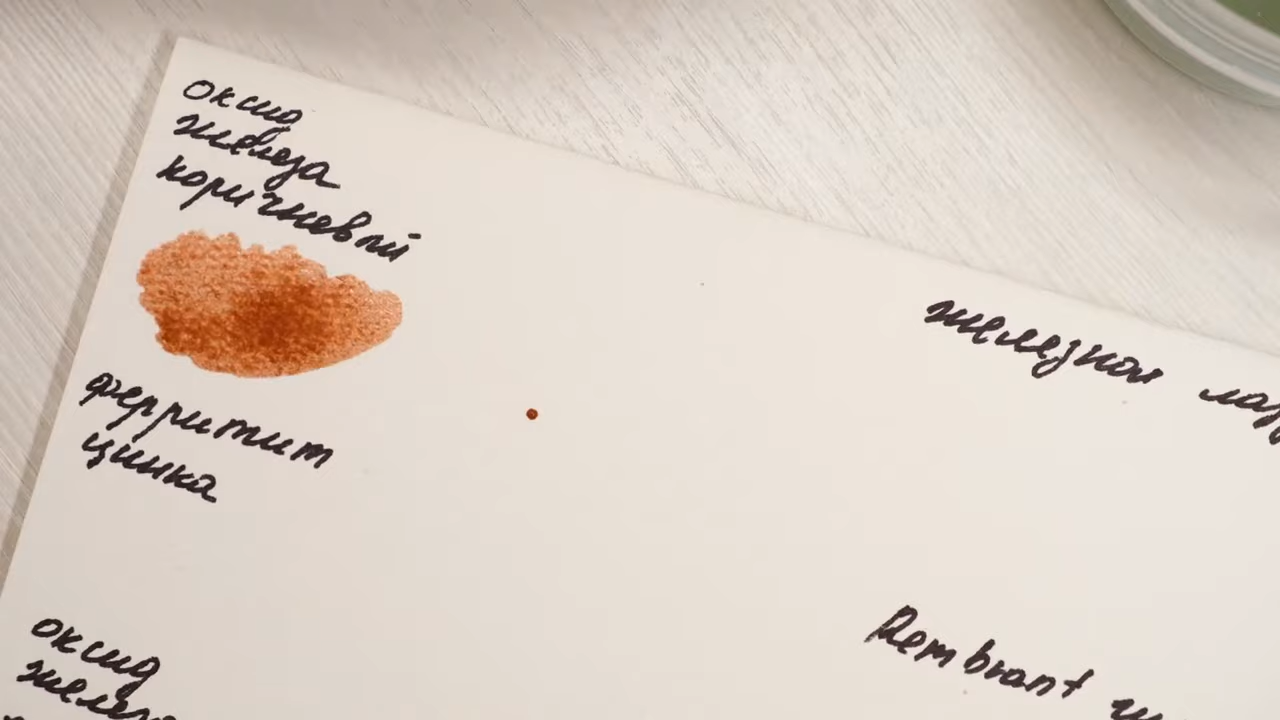 оксид
железа
коричневый
ферритит
цинка
железная
оксид
Rembrant